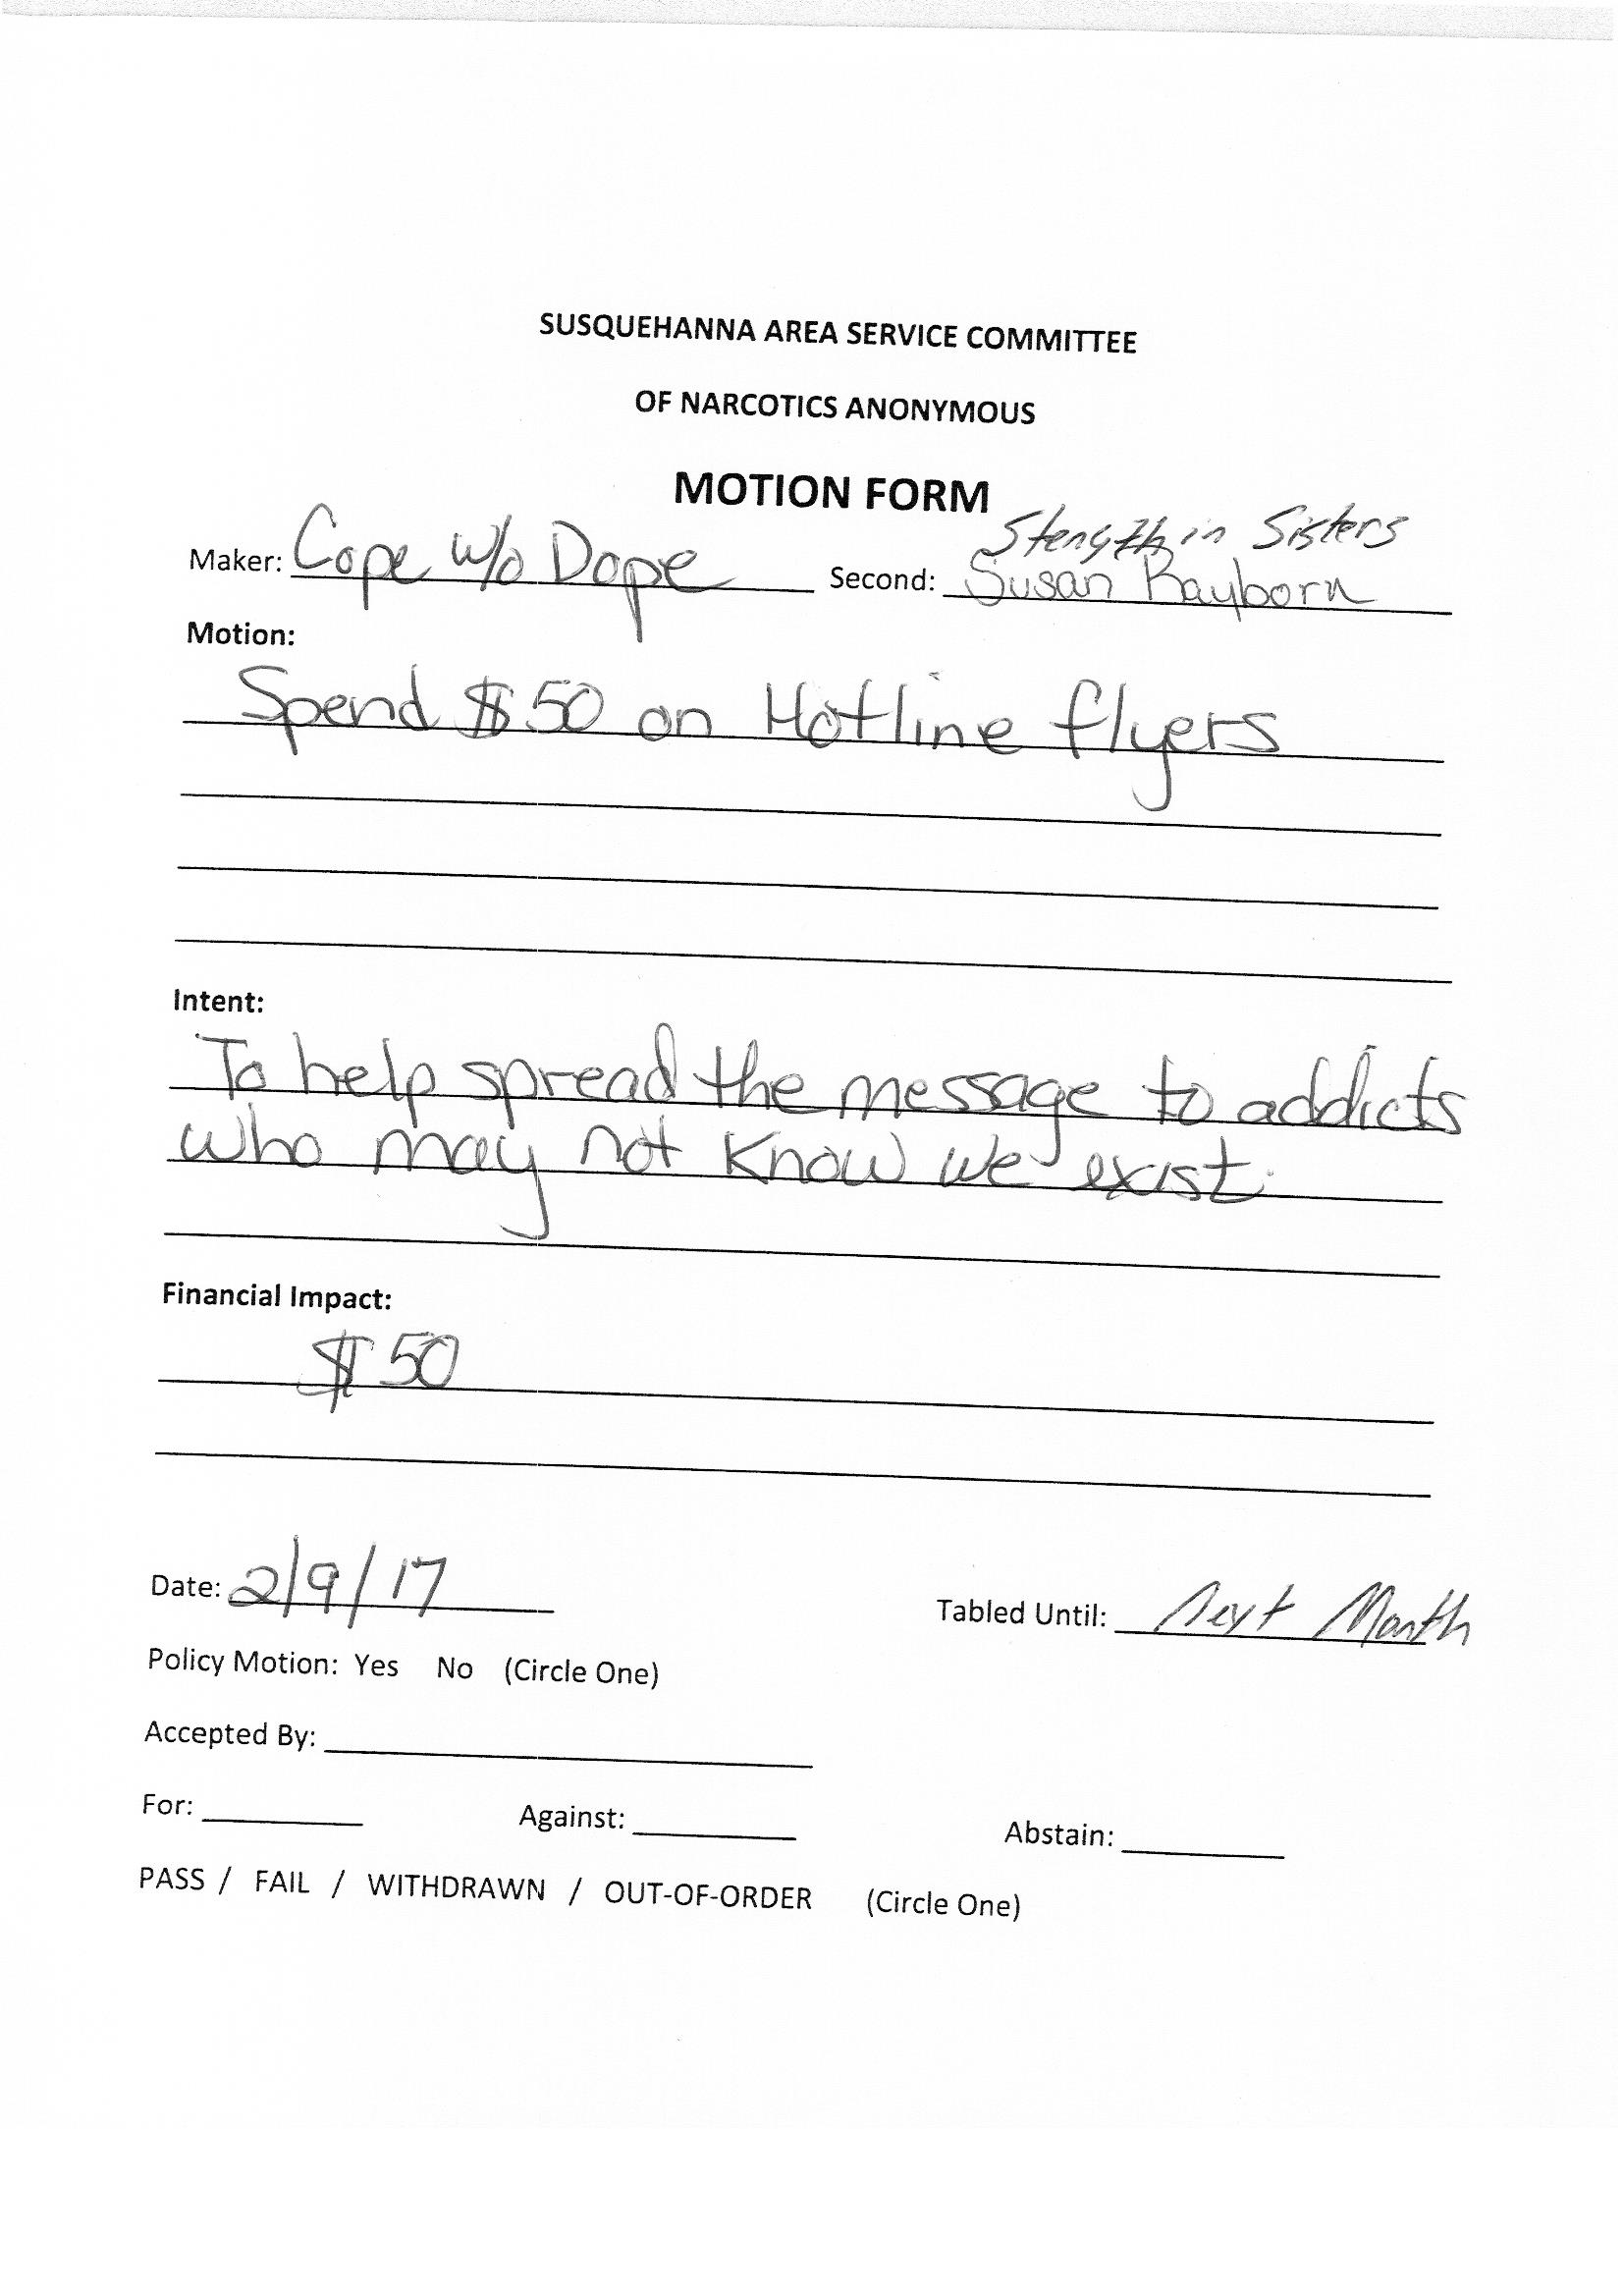 SUSQUEHANNA AREA SERVICE COMMITTEE
OF NARCOTICS ANONYMOUS
MOTION FORM
Stength in Sisters
Maker: Cope w/o Dope Second: Susan Rayborn
Motion:
Spend $50 on Hotline flyers
Intent:
To help spread the message to addicts
who may not know we exist.
Financial Impact:
$50
Date: 2/9/17 Tabled Until: Next Month
Policy Motion: Yes No (Circle One)
Accepted By:
For: Against: Abstain:
PASS / FAIL / WITHDRAWN / OUT-OF-ORDER (Circle One)